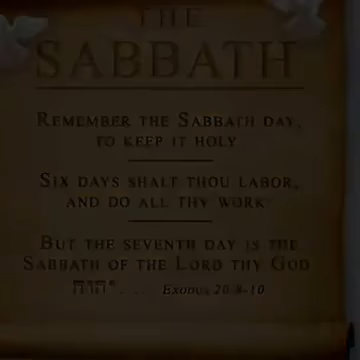 THE
SABBATH
REMEMBER THE SABBATH DAY,
TO KEEP IT HOLY
SIX DAYS SHALT THOU LABOR,
AND DO ALL THY WORK
BUT THE SEVENTH DAY IS THE
SABBATH OF THE LORD THY GOD
Exodus 20:8-10